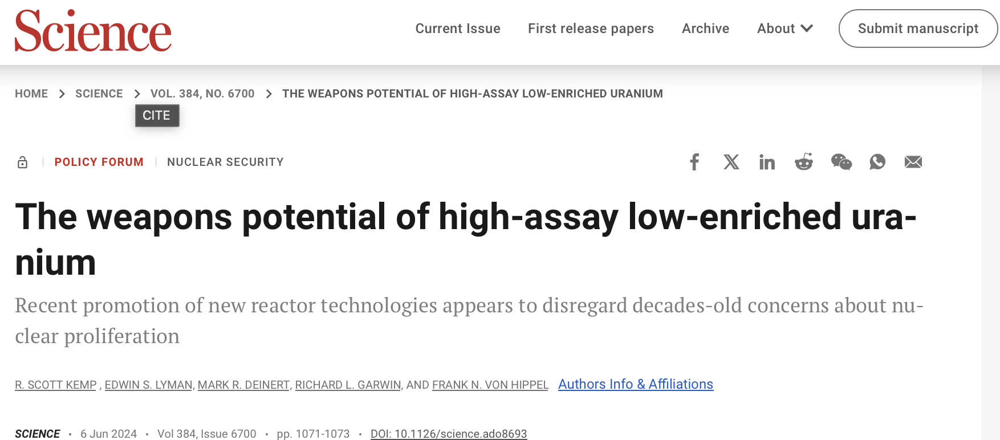 Science
Current Issue First release papers Archive About Submit manuscript
HOME SCIENCE VOL. 384, NO. 6700 THE WEAPONS POTENTIAL OF HIGH-ASSAY LOW-ENRICHED URANIUM
CITE
POLICY FORUM NUCLEAR SECURITY
The weapons potential of high-assay low-enriched ura-
nium
Recent promotion of new reactor technologies appears to disregard decades-old concerns about nu-
clear proliferation
R. SCOTT KEMP , EDWIN S. LYMAN, MARK R. DEINERT, RICHARD L. GARWIN, AND FRANK N. VON HIPPEL Authors Info & Affiliations
SCIENCE • 6 Jun 2024 • Vol 384, Issue 6700 • pp. 1071-1073 • DOI: 10.1126/science.ado8693